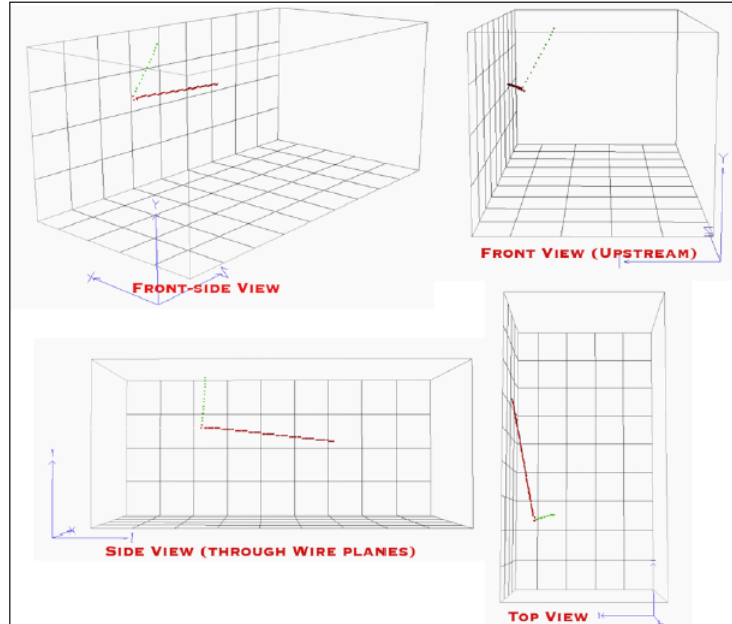 Y
X
Z
FRONT-SIDE VIEW
Y
FRONT VIEW (UPSTREAM)
X
SIDE VIEW (THROUGH WIRE PLANES)
X
TOP VIEW